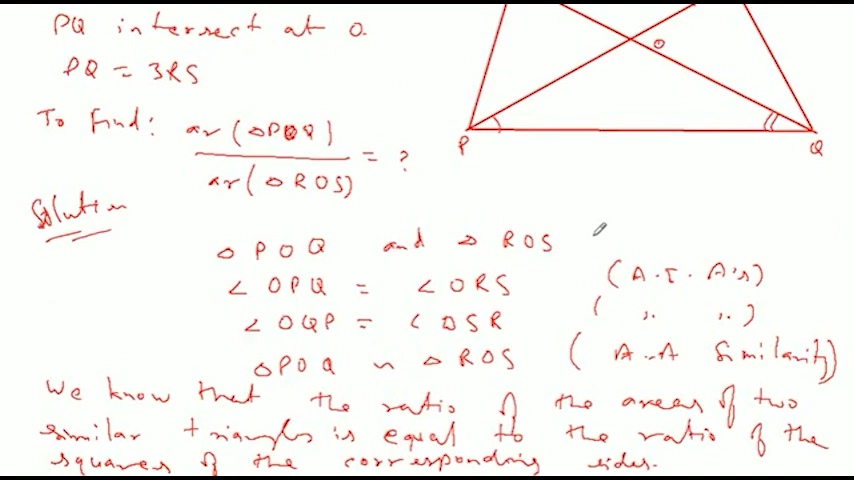 PQ intersect at O.
PQ = 3RS
To Find: ar(△POQ)
ar(△ROS) = ?
O
P
Q
Solution
△ POQ and △ ROS
∠ OPQ = ∠ ORS (A.I.A's)
∠ OQP = ∠ OSR ( ,, ,, )
△POQ ~ △ROS ( A.A Similarity)
We know that the ratio of the areas of two
similar triangles is equal to the ratio of the
squares of the corresponding sides.